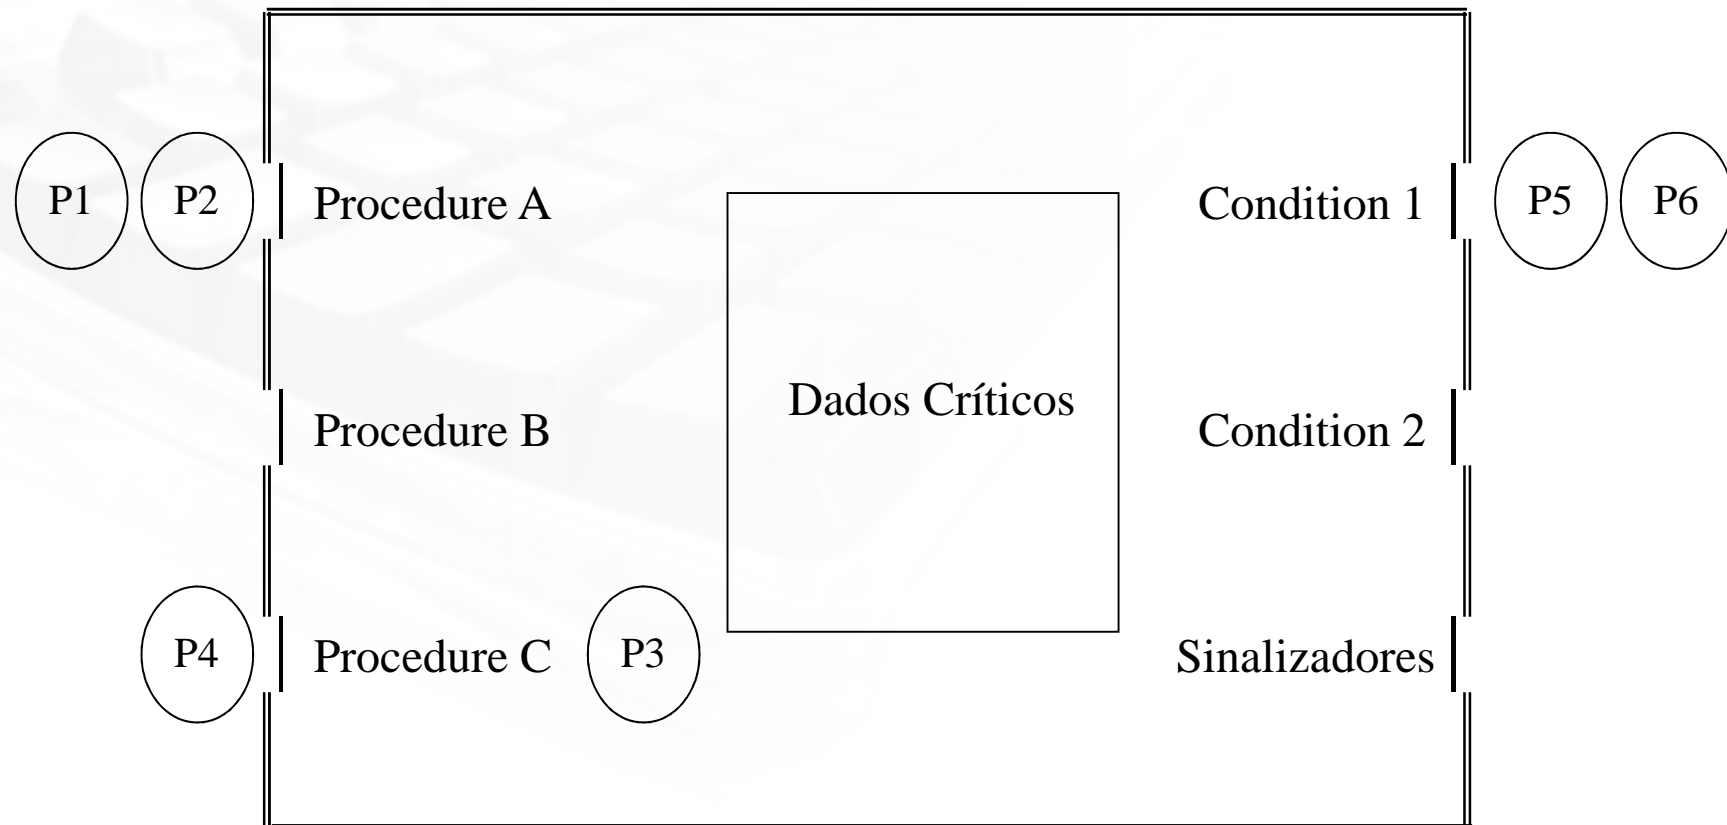 P1 P2 Procedure A Condition 1 P5 P6
Dados Críticos
Procedure B Condition 2
P4 Procedure C P3 Sinalizadores